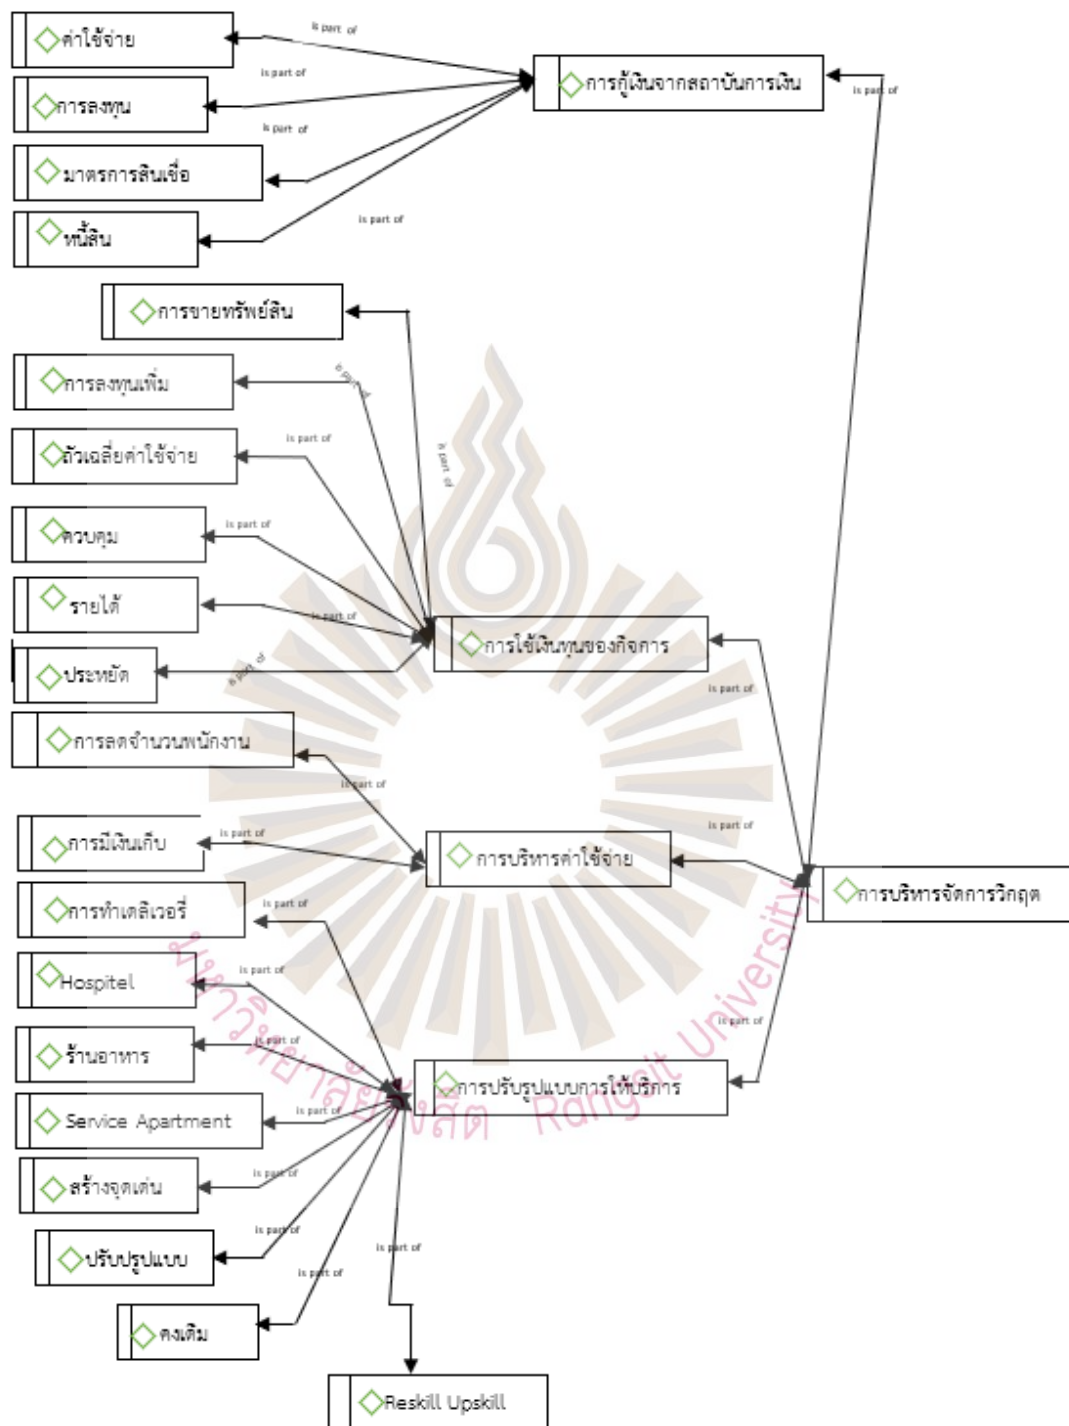 ค่าใช้จ่าย
is part of
การกู้เงินจากสถาบันการเงิน
is part of
การลงทุน
is part of
is part of
มาตรการสินเชื่อ
is part of
หนี้สิน
การขายทรัพย์สิน
is part of
การลงทุนเพิ่ม
is part of
ถัวเฉลี่ยค่าใช้จ่าย
is part of
is part of
ควบคุม
is part of
รายได้
การใช้เงินทุนของกิจการ
is part of
ประหยัด
is part of
การลดจำนวนพนักงาน
is part of
is part of
is part of
การมีเงินเก็บ
การบริหารค่าใช้จ่าย
การบริหารจัดการวิกฤต
is part of
การทำเดลิเวอรี่
is part of
Hospitel
is part of
is part of
ร้านอาหาร
การปรับรูปแบบการให้บริการ
is part of
Service Apartment
มหาวิทยาลัยรังสิต Rangsit University
is part of
สร้างจุดเด่น
is part of
is part of
ปรับปรูปแบบ
is part of
คงเดิม
Reskill Upskill